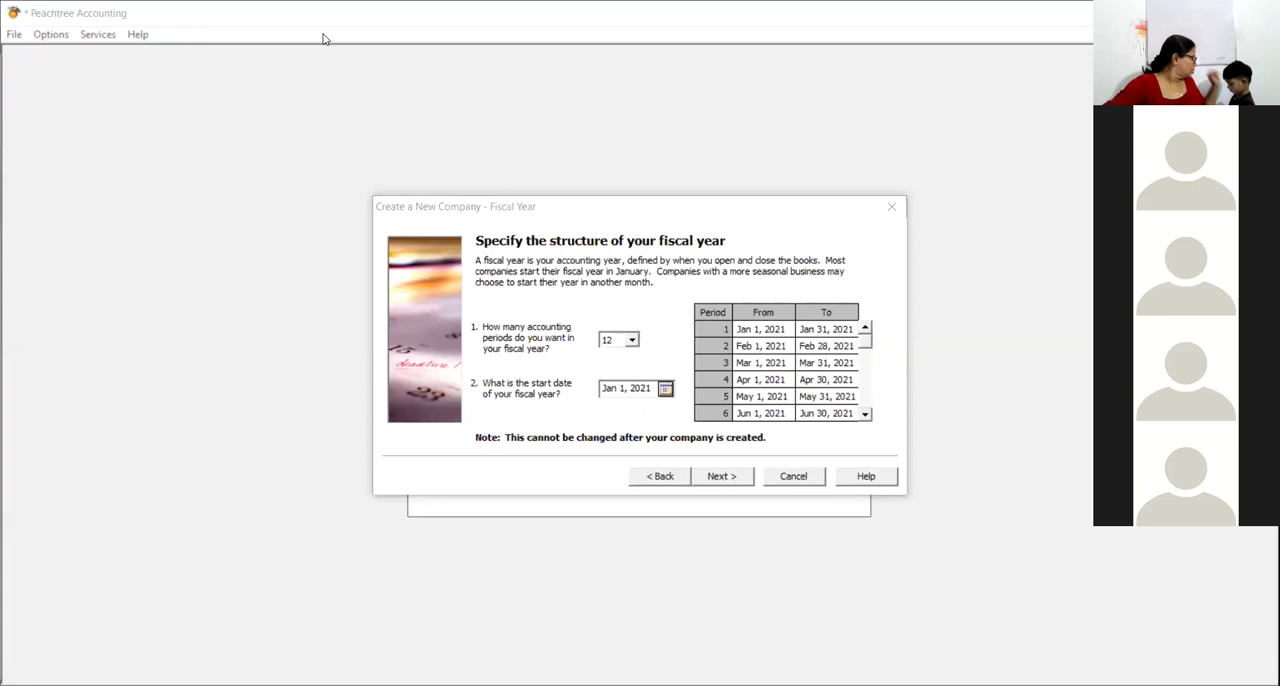 * Peachtree Accounting
File Options Services Help
Create a New Company - Fiscal Year
Specify the structure of your fiscal year
A fiscal year is your accounting year, defined by when you open and close the books. Most
companies start their fiscal year in January. Companies with a more seasonal business may
choose to start their year in another month.
1. How many accounting
periods do you want in
your fiscal year?
12
2. What is the start date
of your fiscal year?
Jan 1, 2021
Period From To
1 Jan 1, 2021 Jan 31, 2021
2 Feb 1, 2021 Feb 28, 2021
3 Mar 1, 2021 Mar 31, 2021
4 Apr 1, 2021 Apr 30, 2021
5 May 1, 2021 May 31, 2021
6 Jun 1, 2021 Jun 30, 2021
deadline!
Note: This cannot be changed after your company is created.
< Back Next > Cancel Help